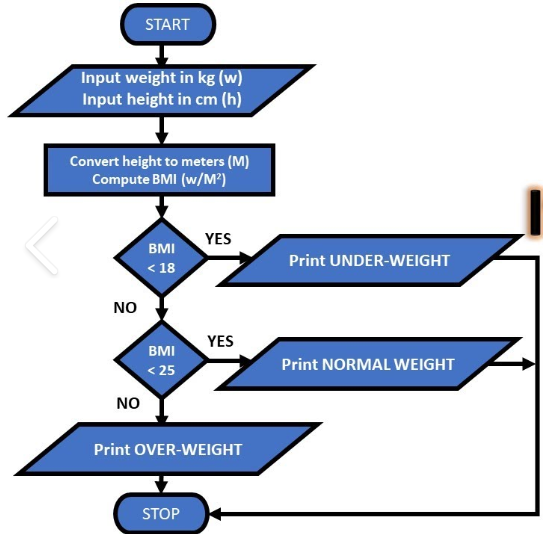 START
Input weight in kg (w)
Input height in cm (h)
Convert height to meters (M)
Compute BMI (w/M²)
BMI
< 18
YES
Print UNDER-WEIGHT
NO
BMI
< 25
YES
Print NORMAL WEIGHT
NO
Print OVER-WEIGHT
STOP